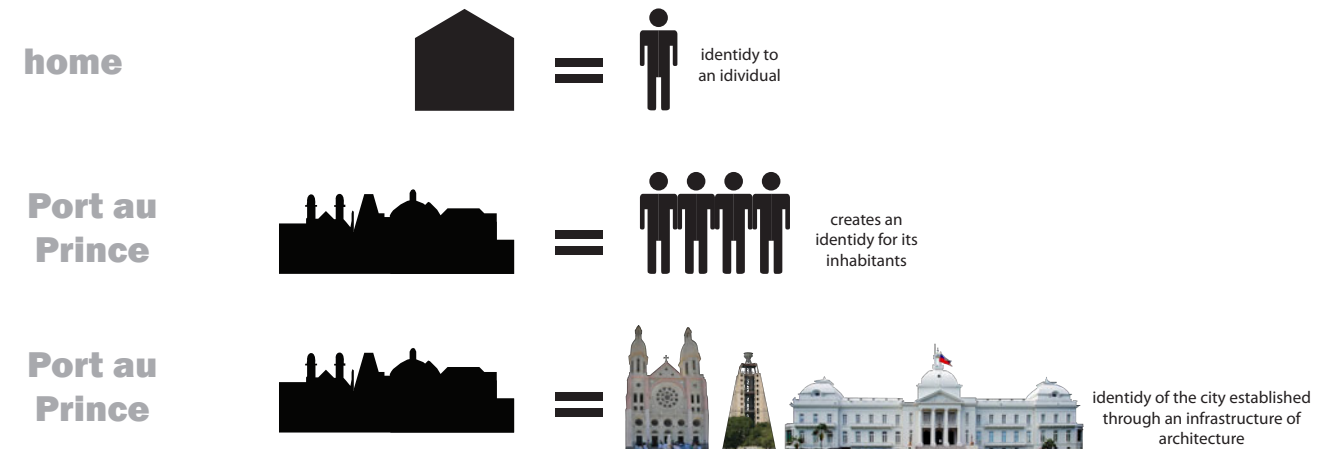 home
identidy to
an idividual
Port au
Prince
creates an
identidy for its
inhabitants
Port au
Prince
identidy of the city established
through an infrastructure of
architecture